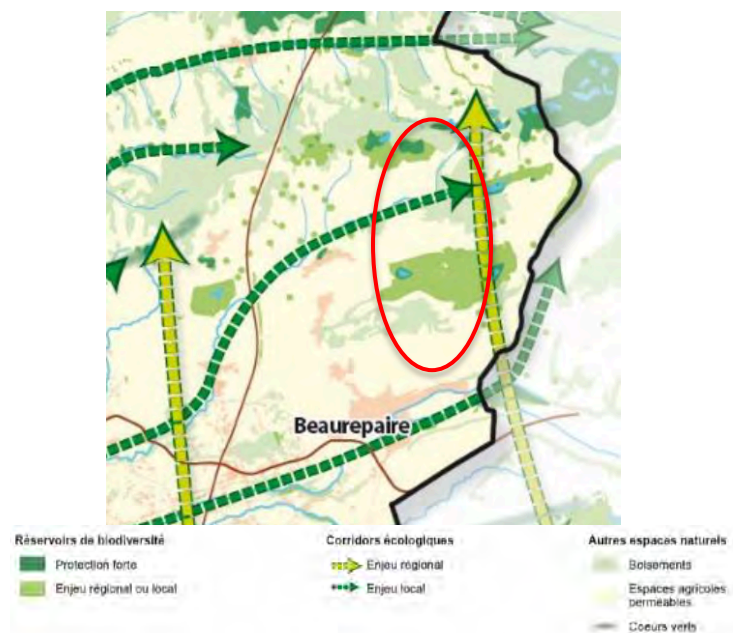 Beaurepaire
Réservoirs de biodiversité
Protection forte
Enjeu régional ou local
Corridors écologiques
Enjeu régional
Enjeu local
Autres espaces naturels
Boisements
Espaces agricoles
perméables
Coeurs verts